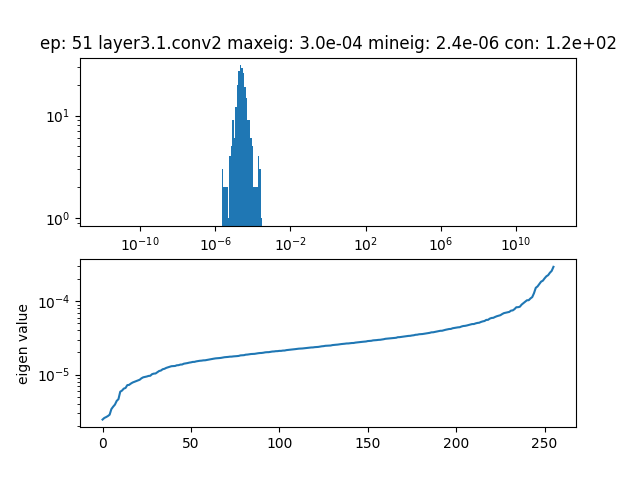 ep: 51 layer3.1.conv2 maxeig: 3.0e-04 mineig: 2.4e-06 con: 1.2e+02
10¹
10⁰
10⁻¹⁰ 10⁻⁶ 10⁻² 10² 10⁶ 10¹⁰
10⁻⁴
10⁻⁵
eigen value
0 50 100 150 200 250